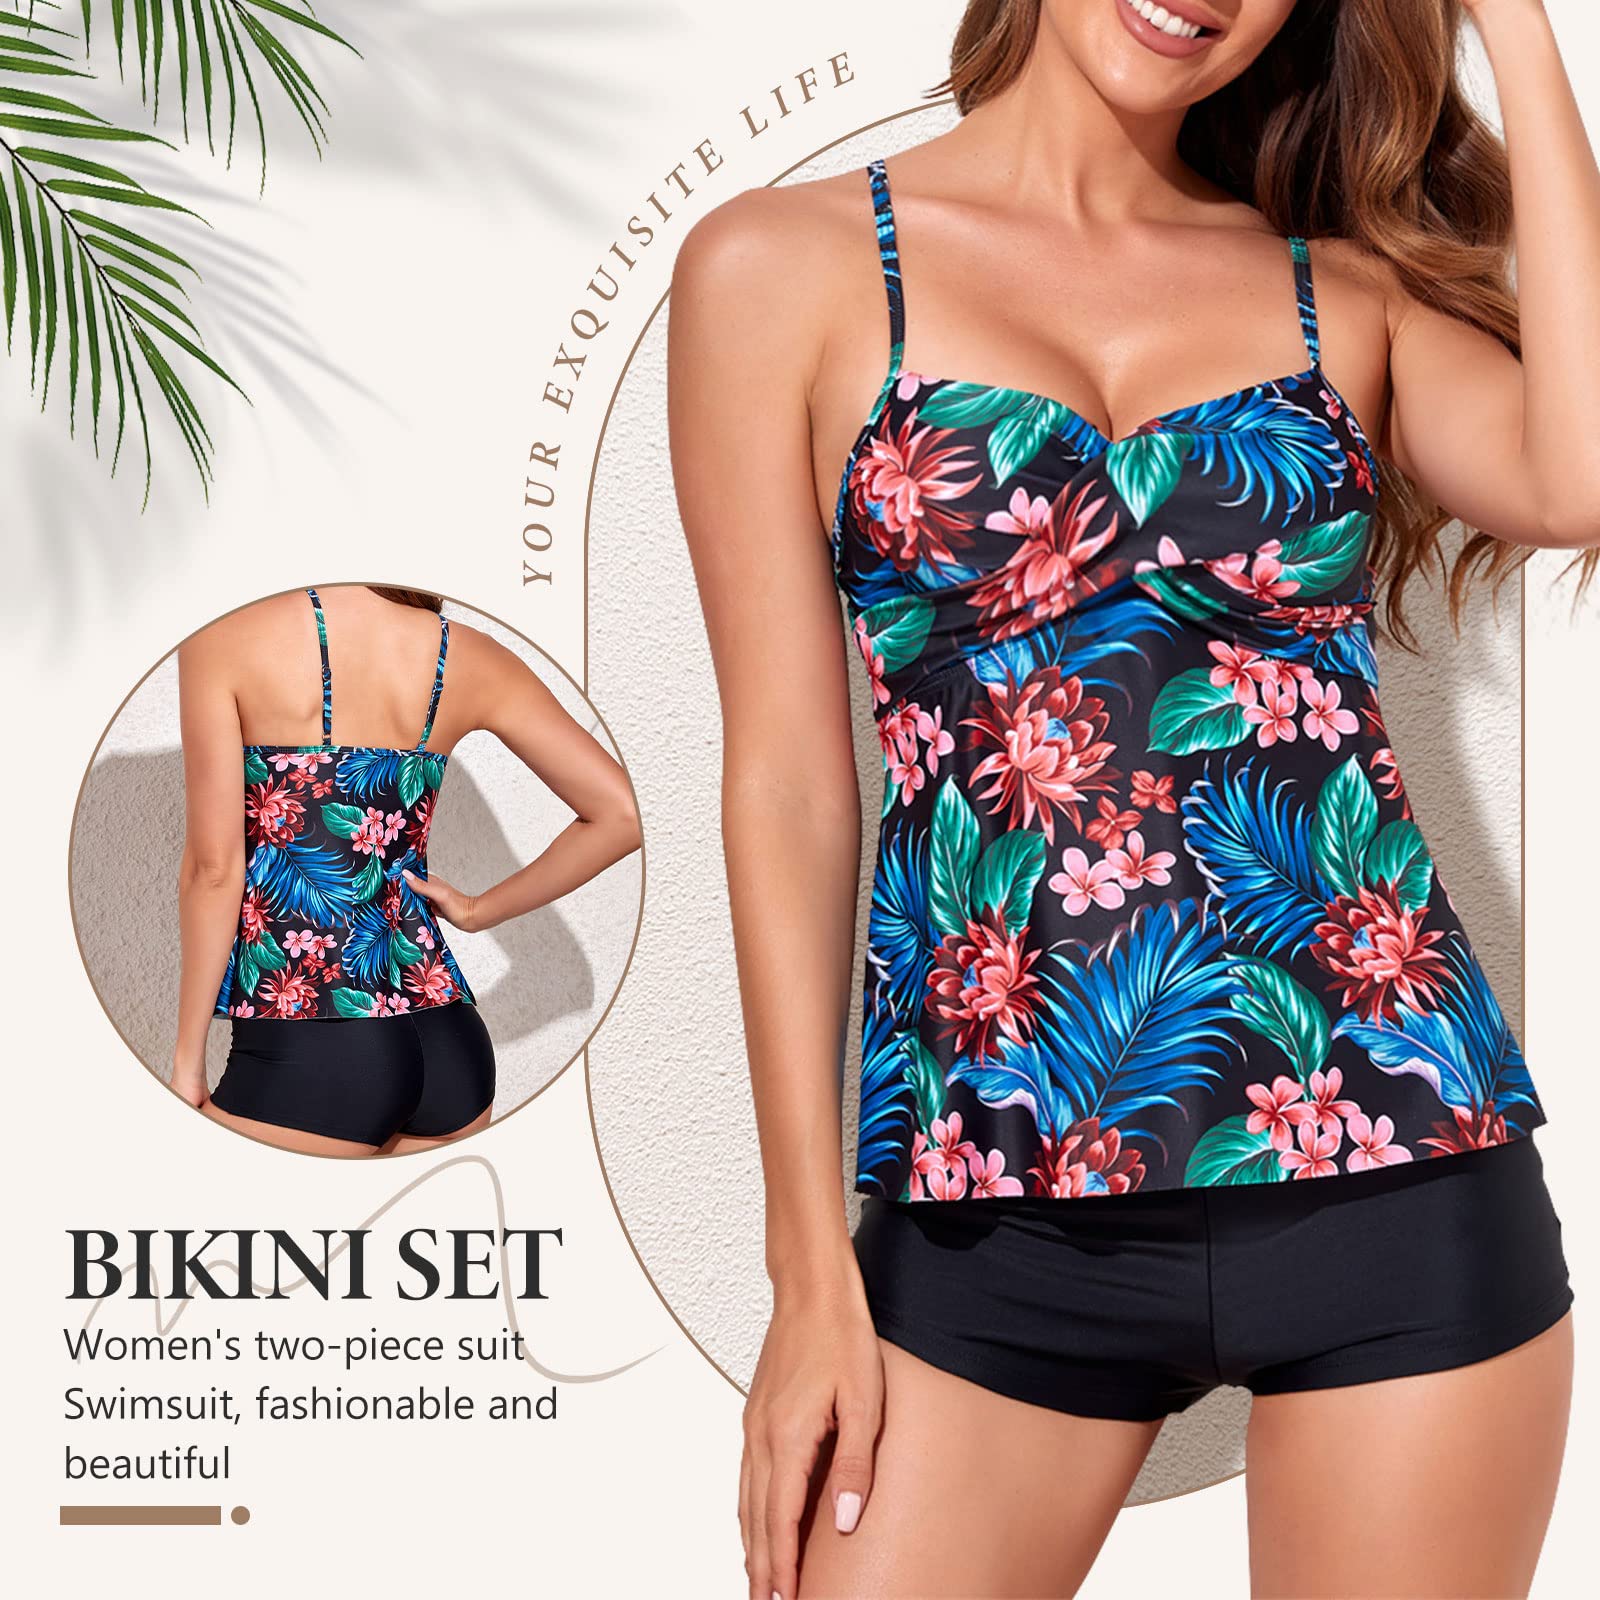 YOUR EXQUISITE LIFE
BIKINI SET
Women's two-piece suit
Swimsuit, fashionable and
beautiful